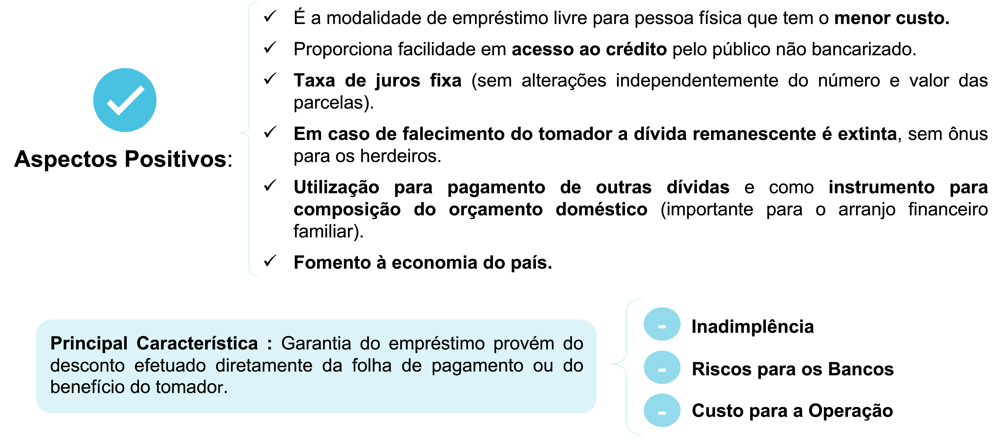 Aspectos Positivos:
✓ É a modalidade de empréstimo livre para pessoa física que tem o menor custo.
✓ Proporciona facilidade em acesso ao crédito pelo público não bancarizado.
✓ Taxa de juros fixa (sem alterações independentemente do número e valor das
parcelas).
✓ Em caso de falecimento do tomador a dívida remanescente é extinta, sem ônus
para os herdeiros.
✓ Utilização para pagamento de outras dívidas e como instrumento para
composição do orçamento doméstico (importante para o arranjo financeiro
familiar).
✓ Fomento à economia do país.
Principal Característica : Garantia do empréstimo provém do
desconto efetuado diretamente da folha de pagamento ou do
benefício do tomador.
- Inadimplência
- Riscos para os Bancos
- Custo para a Operação